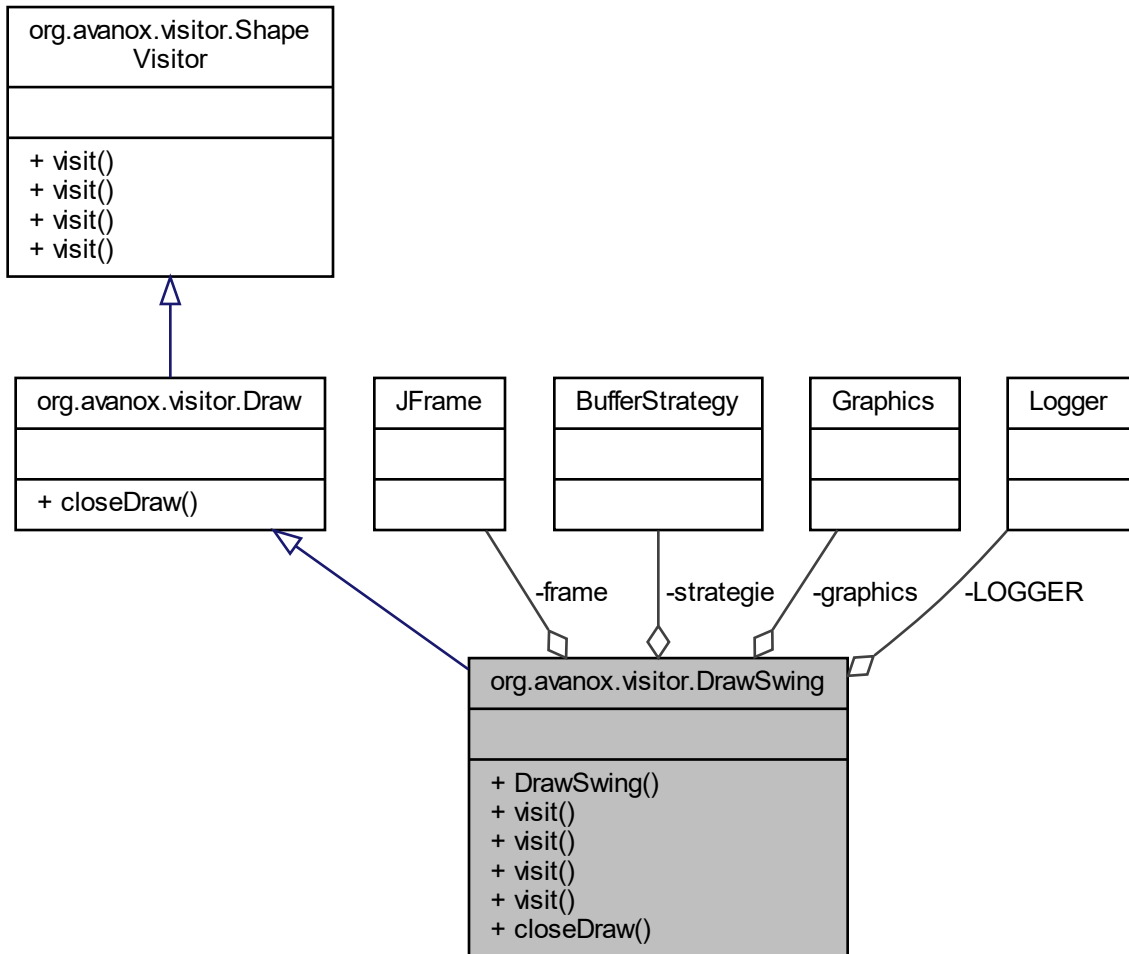 org.avanox.visitor.Shape
Visitor
+ visit()
+ visit()
+ visit()
+ visit()
org.avanox.visitor.Draw
+ closeDraw()
JFrame
BufferStrategy
Graphics
Logger
-frame
-strategie
-graphics
-LOGGER
org.avanox.visitor.DrawSwing
+ DrawSwing()
+ visit()
+ visit()
+ visit()
+ visit()
+ closeDraw()